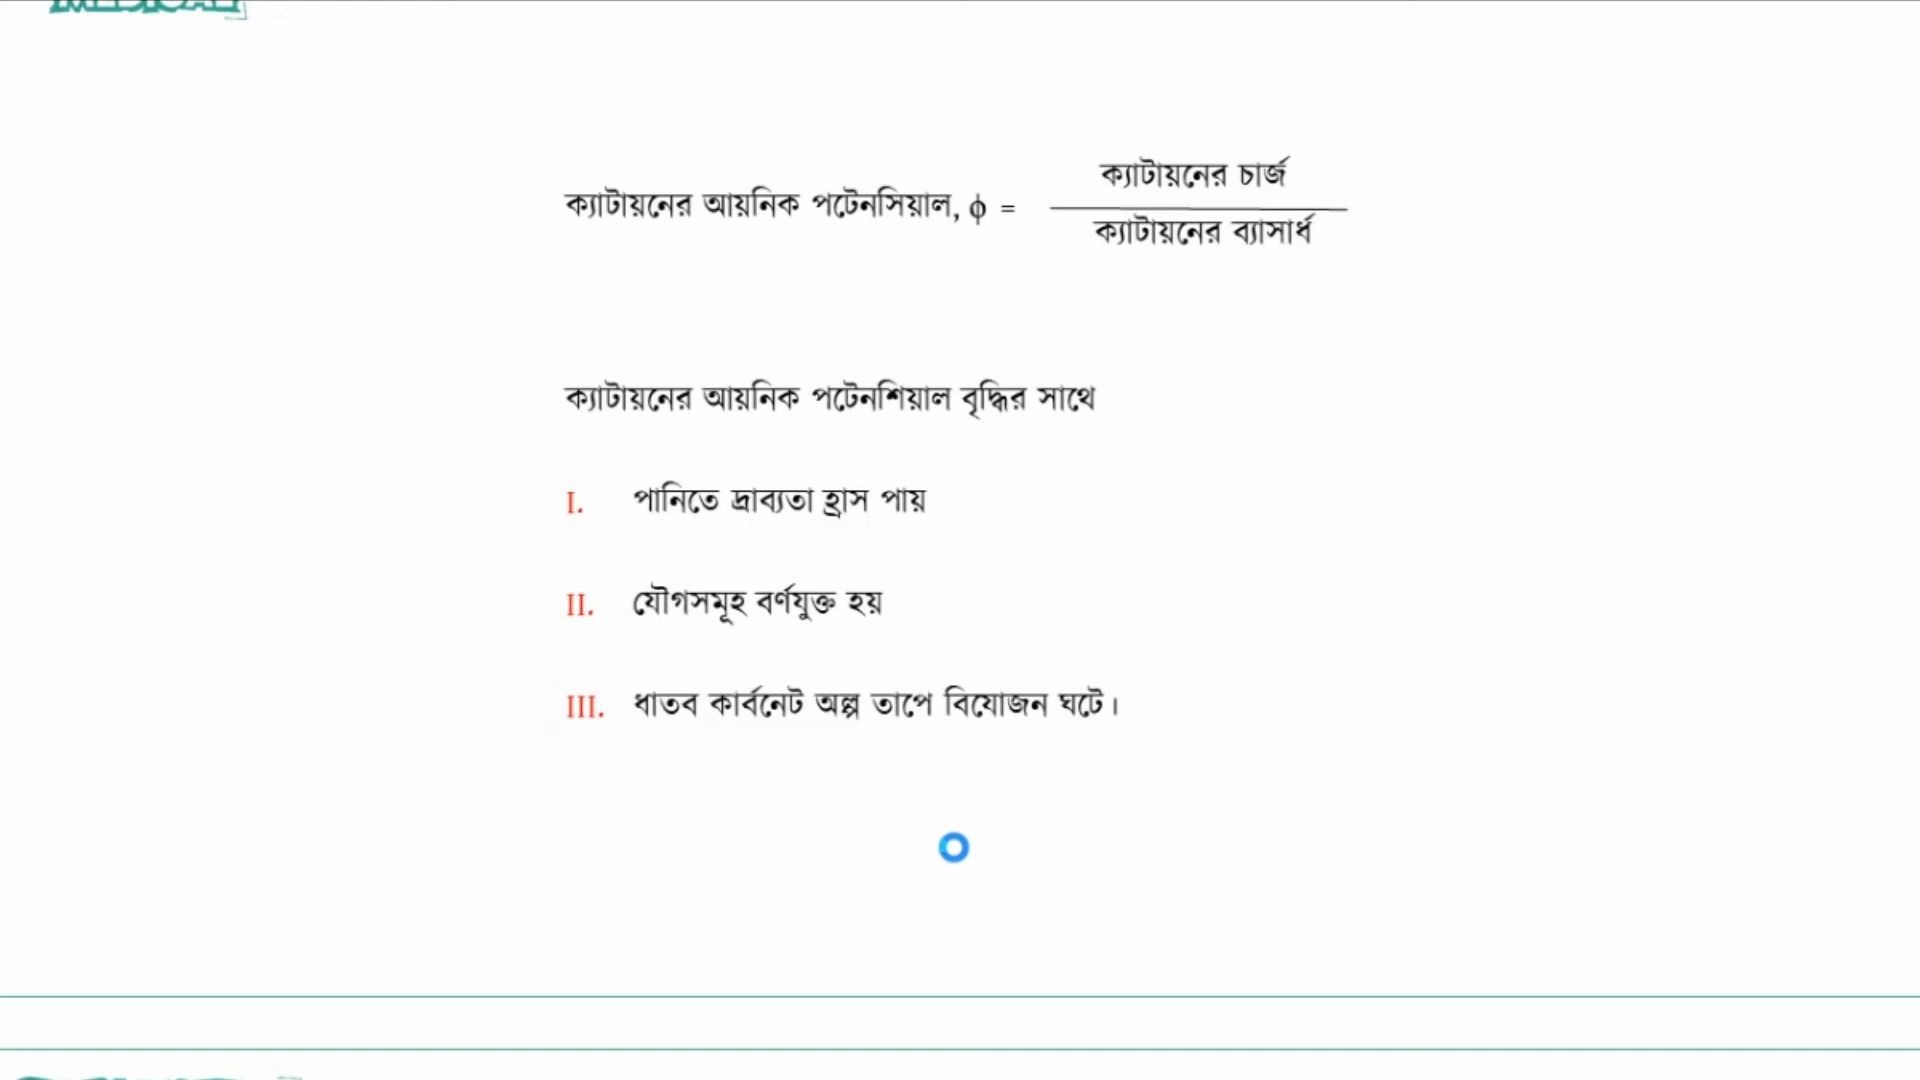 ক্যাটায়নের আয়নিক পটেনসিয়াল, ϕ = ক্যাটায়নের চার্জ
ক্যাটায়নের ব্যাসার্ধ
ক্যাটায়নের আয়নিক পটেনশিয়াল বৃদ্ধির সাথে
I. পানিতে দ্রাব্যতা হ্রাস পায়
II. যৌগসমূহ বর্ণযুক্ত হয়
III. ধাতব কার্বনেট অল্প তাপে বিযোজন ঘটে।